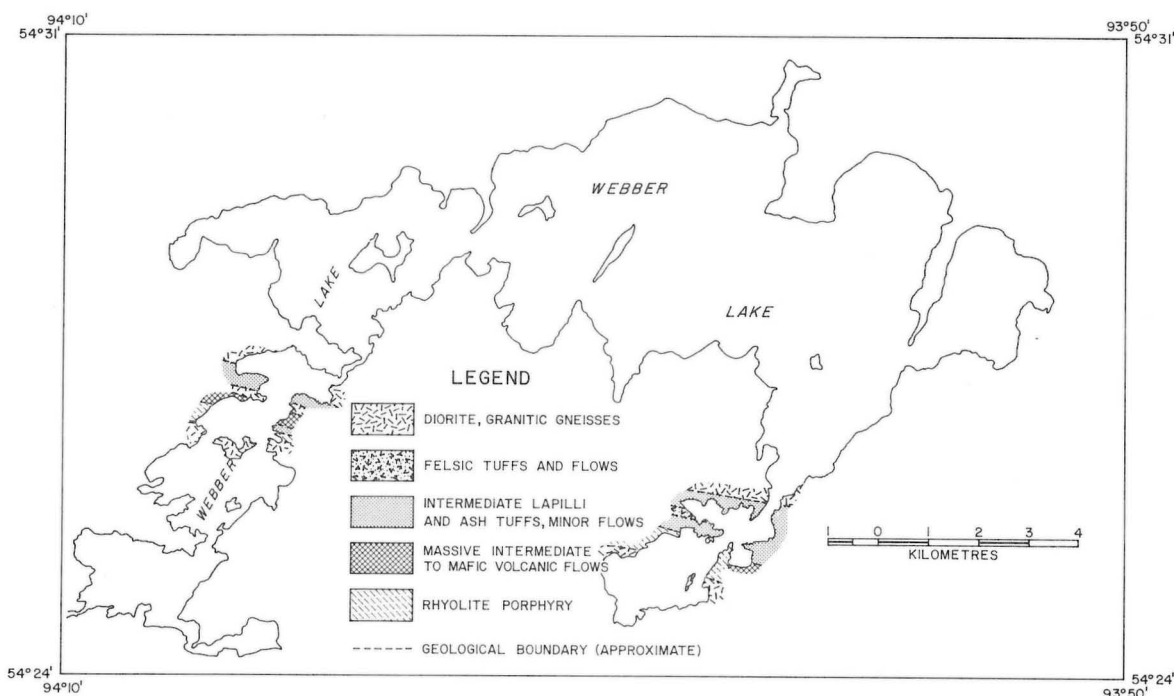 94°10'
93°50'
54°31'
54°31'
WEBBER
LAKE
LAKE
WEBBER
LEGEND
DIORITE, GRANITIC GNEISSES
FELSIC TUFFS AND FLOWS
INTERMEDIATE LAPILLI
AND ASH TUFFS, MINOR FLOWS
MASSIVE INTERMEDIATE
TO MAFIC VOLCANIC FLOWS
RHYOLITE PORPHYRY
GEOLOGICAL BOUNDARY (APPROXIMATE)
1 0 1 2 3 4
KILOMETRES
54°24'
54°24'
94°10'
93°50'